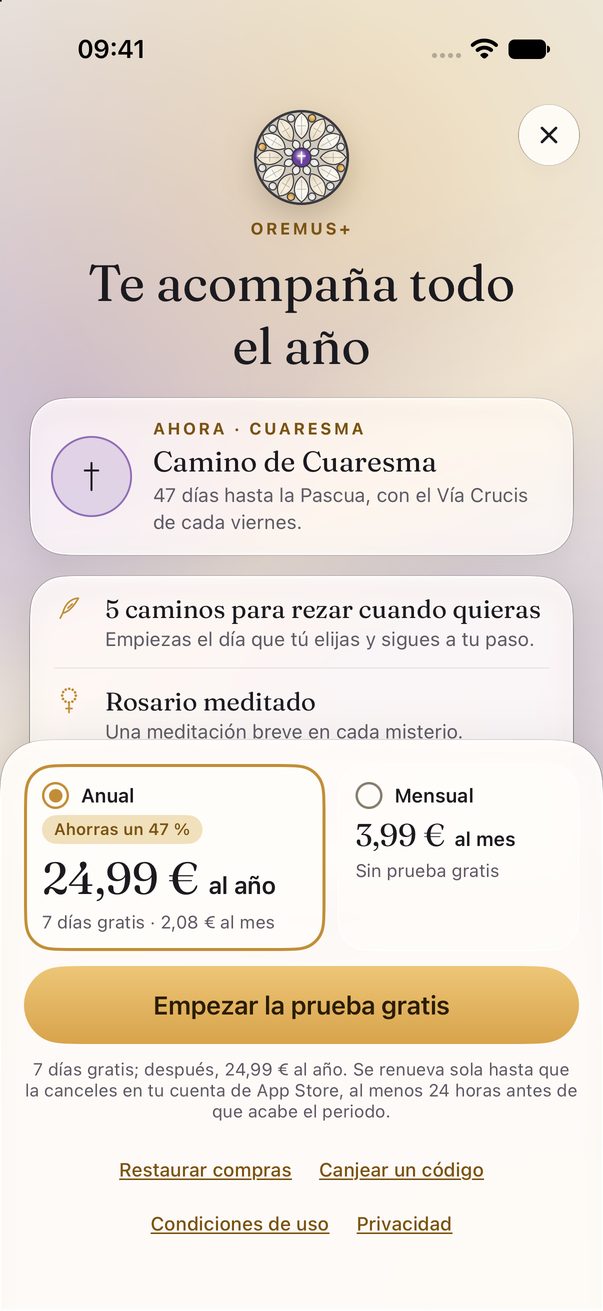 09:41
OREMUS+
Te acompaña todo
el año
AHORA · CUARESMA
Camino de Cuaresma
47 días hasta la Pascua, con el Vía Crucis
de cada viernes.
5 caminos para rezar cuando quieras
Empiezas el día que tú elijas y sigues a tu paso.
Rosario meditado
Una meditación breve en cada misterio.
Anual
Ahorras un 47 %
24,99 € al año
7 días gratis · 2,08 € al mes
Mensual
3,99 € al mes
Sin prueba gratis
Empezar la prueba gratis
7 días gratis; después, 24,99 € al año. Se renueva sola hasta que
la canceles en tu cuenta de App Store, al menos 24 horas antes de
que acabe el periodo.
Restaurar compras
Canjear un código
Condiciones de uso
Privacidad